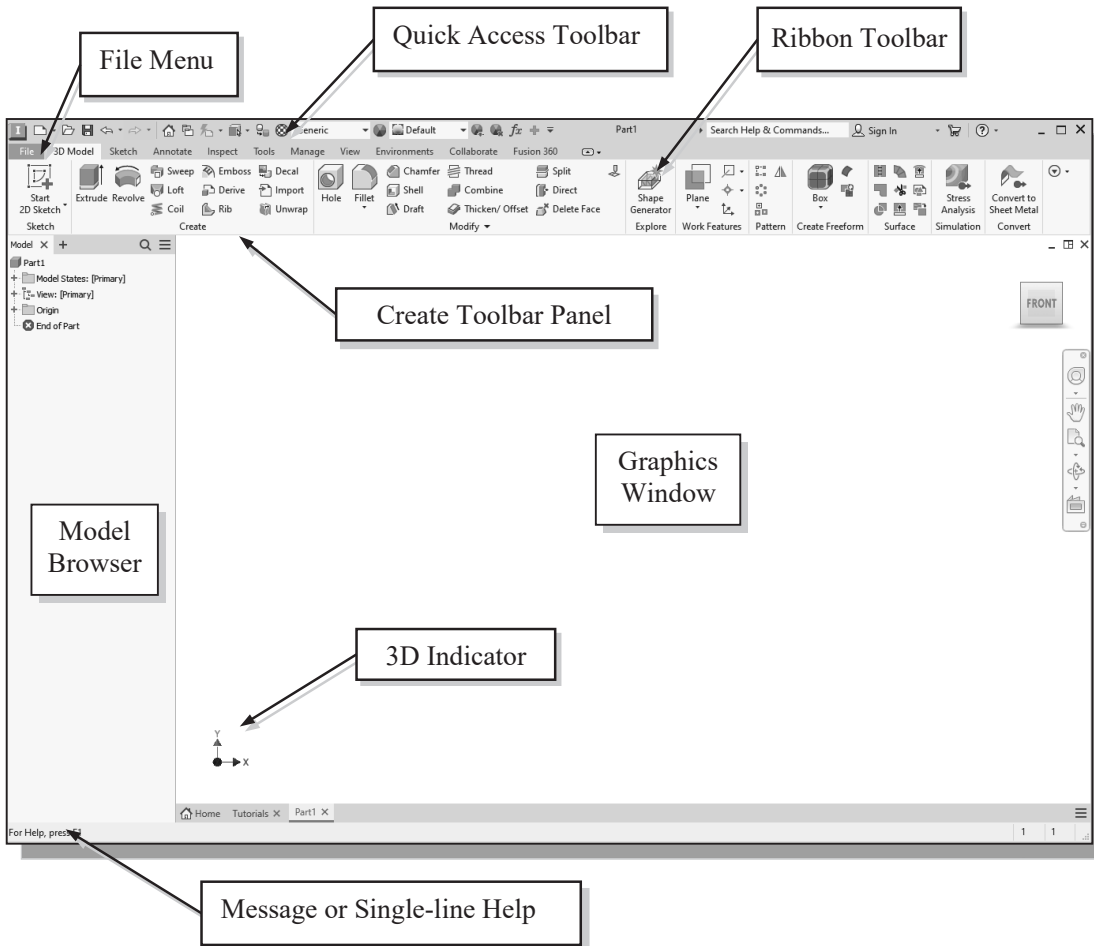 File Menu
Quick Access Toolbar
Ribbon Toolbar
Default
fx
Part1
Search Help & Commands...
Sign In
File 3D Model Sketch Annotate Inspect Tools Manage View Environments Collaborate Fusion 360
Start
2D Sketch
Extrude Revolve
Sweep Emboss Decal
Loft Derive Import
Coil Rib Unwrap
Hole Fillet
Chamfer Thread Split
Shell Combine Direct
Draft Thicken/ Offset Delete Face
Shape
Generator
Plane
Box
Stress
Analysis
Convert to
Sheet Metal
Sketch Create Modify Explore Work Features Pattern Create Freeform Surface Simulation Convert
Model
Part1
Model States: [Primary]
View: [Primary]
Origin
End of Part
Create Toolbar Panel
FRONT
Graphics
Window
Model
Browser
3D Indicator
Y
X
Home Tutorials Part1
For Help, press F1
1 1
Message or Single-line Help